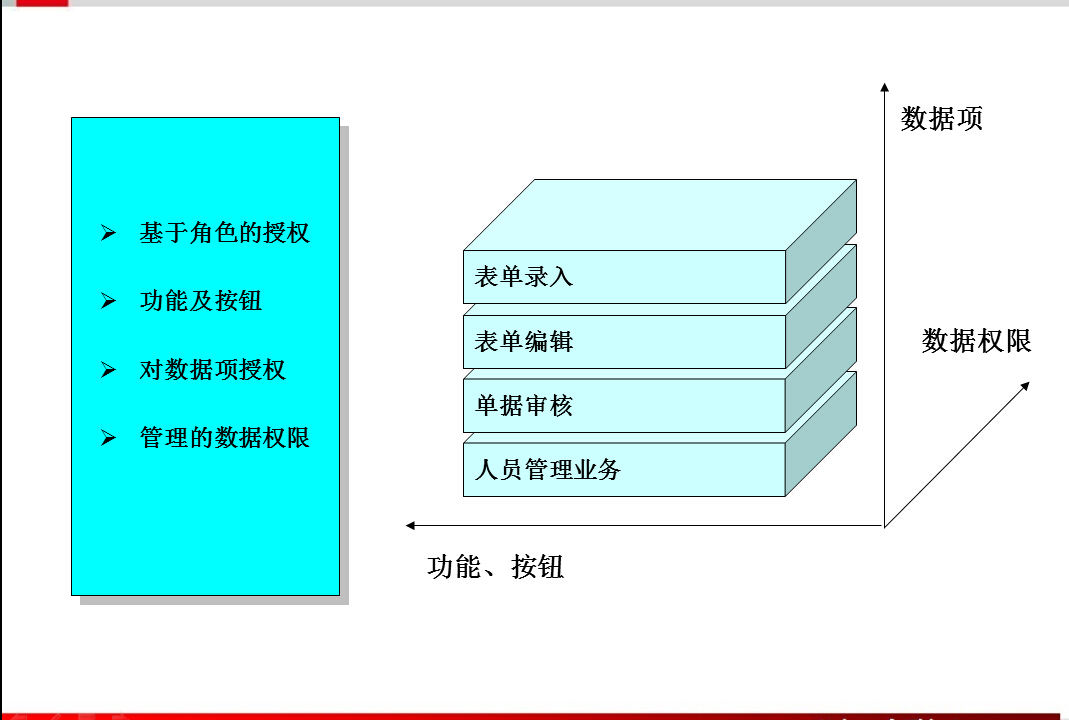 基于角色的授权
功能及按钮
对数据项授权
管理的数据权限
数据项
表单录入
表单编辑
单据审核
人员管理业务
数据权限
功能、按钮